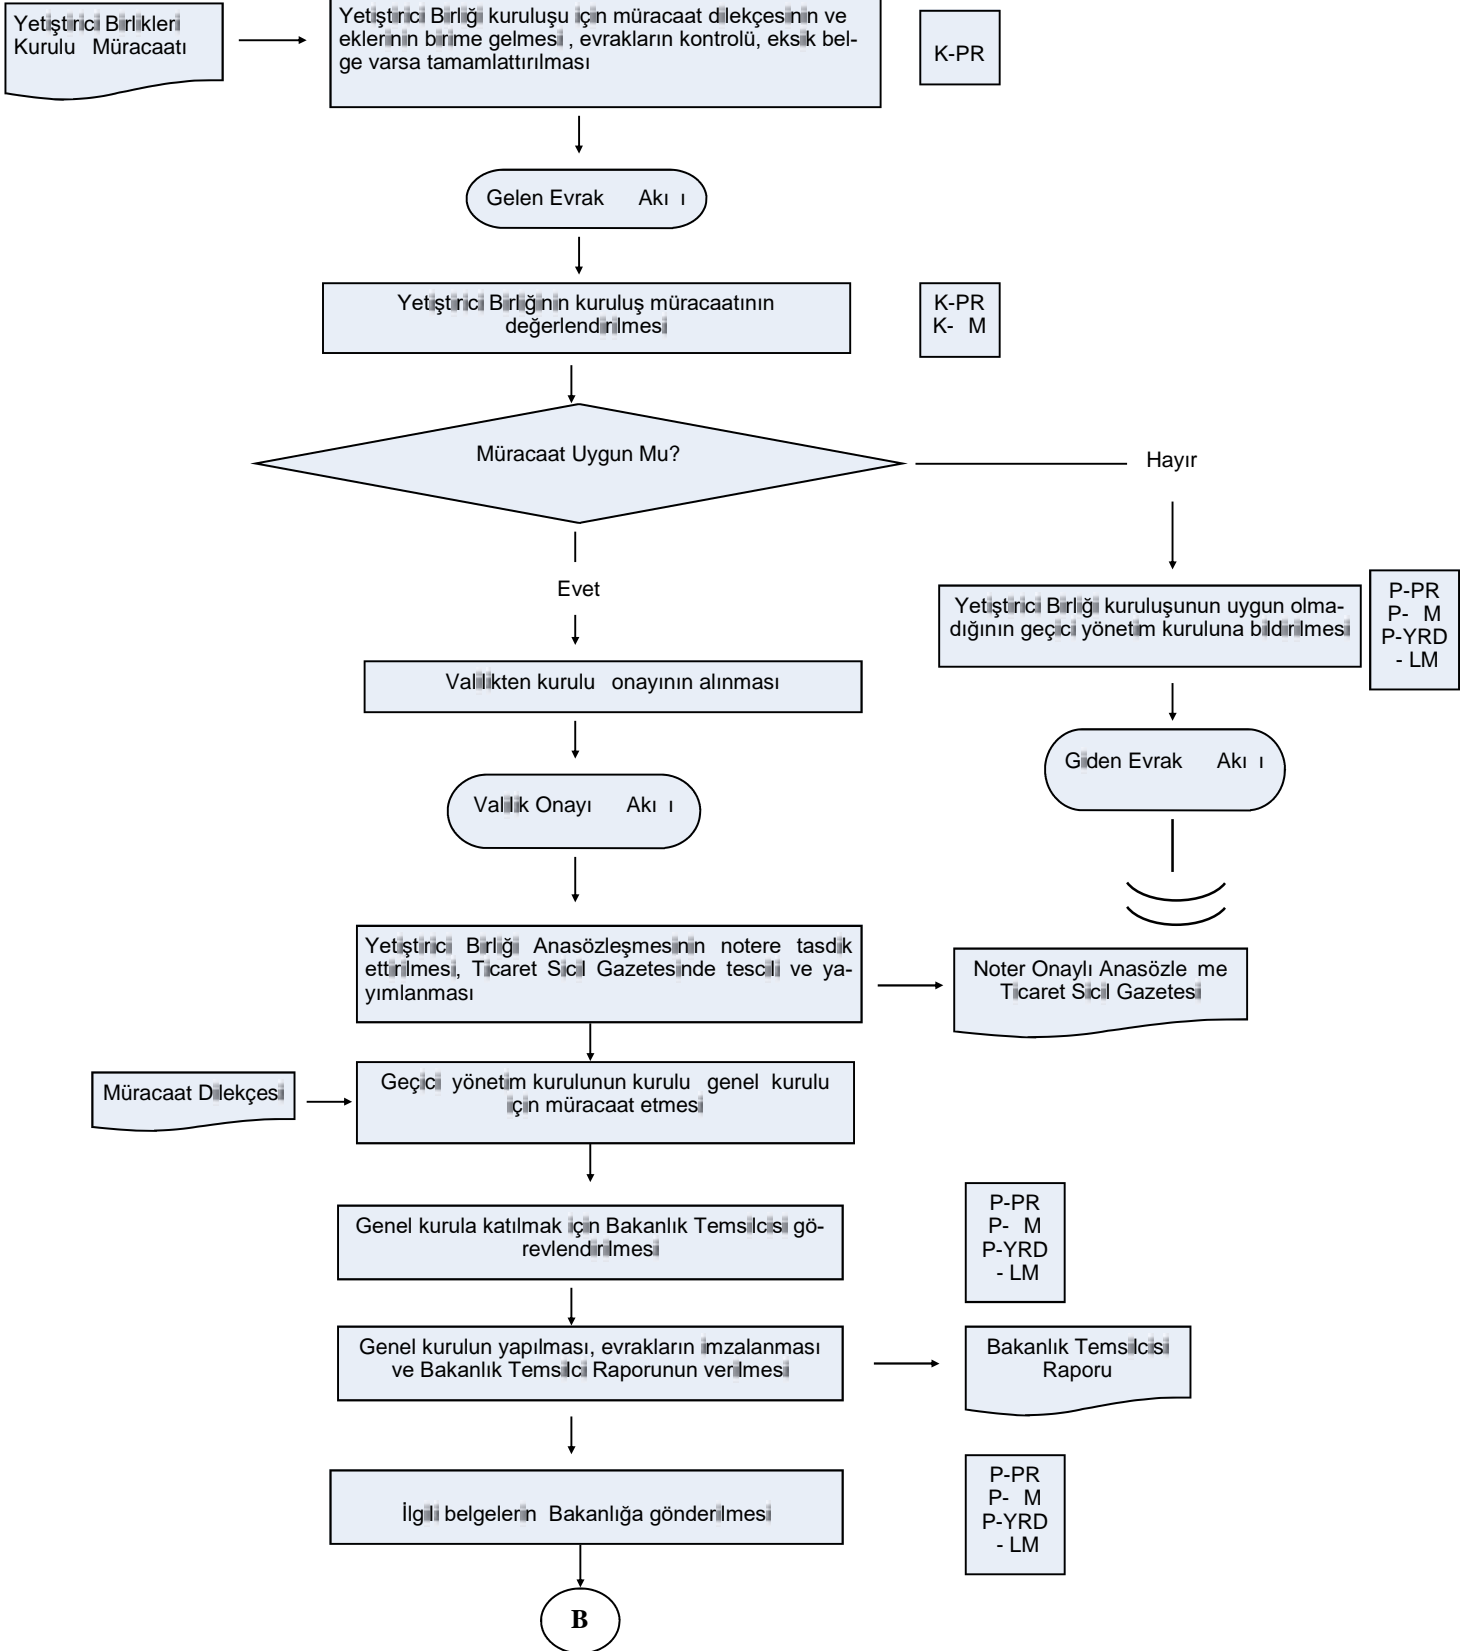 Yetiştirici Birlikleri
Kurulu Müracaatı
Yetiştirici Birliği kuruluşu için müracaat dilekçesinin ve
eklerinin birime gelmesi , evrakların kontrolü, eksik bel-
ge varsa tamamlattırılması
K-PR
Gelen Evrak Akı ı
Yetiştirici Birliğinin kuruluş müracaatının
değerlendirilmesi
K-PR
K- M
Müracaat Uygun Mu?
Hayır
Evet
Yetiştirici Birliği kuruluşunun uygun olma-
dığının geçici yönetim kuruluna bildirilmesi
P-PR
P- M
P-YRD
- LM
Valilikten kurulu onayının alınması
Giden Evrak Akı ı
Valilik Onayı Akı ı
Yetiştirici Birliği Anasözleşmesinin notere tasdik
ettirilmesi, Ticaret Sicil Gazetesinde tescili ve ya-
yımlanması
Noter Onaylı Anasözle me
Ticaret Sicil Gazetesi
Müracaat Dilekçesi
Geçici yönetim kurulunun kurulu genel kurulu
için müracaat etmesi
Genel kurula katılmak için Bakanlık Temsilcisi gö-
revlendirilmesi
P-PR
P- M
P-YRD
- LM
Genel kurulun yapılması, evrakların imzalanması
ve Bakanlık Temsilci Raporunun verilmesi
Bakanlık Temsilcisi
Raporu
İlgili belgelerin Bakanlığa gönderilmesi
P-PR
P- M
P-YRD
- LM
B